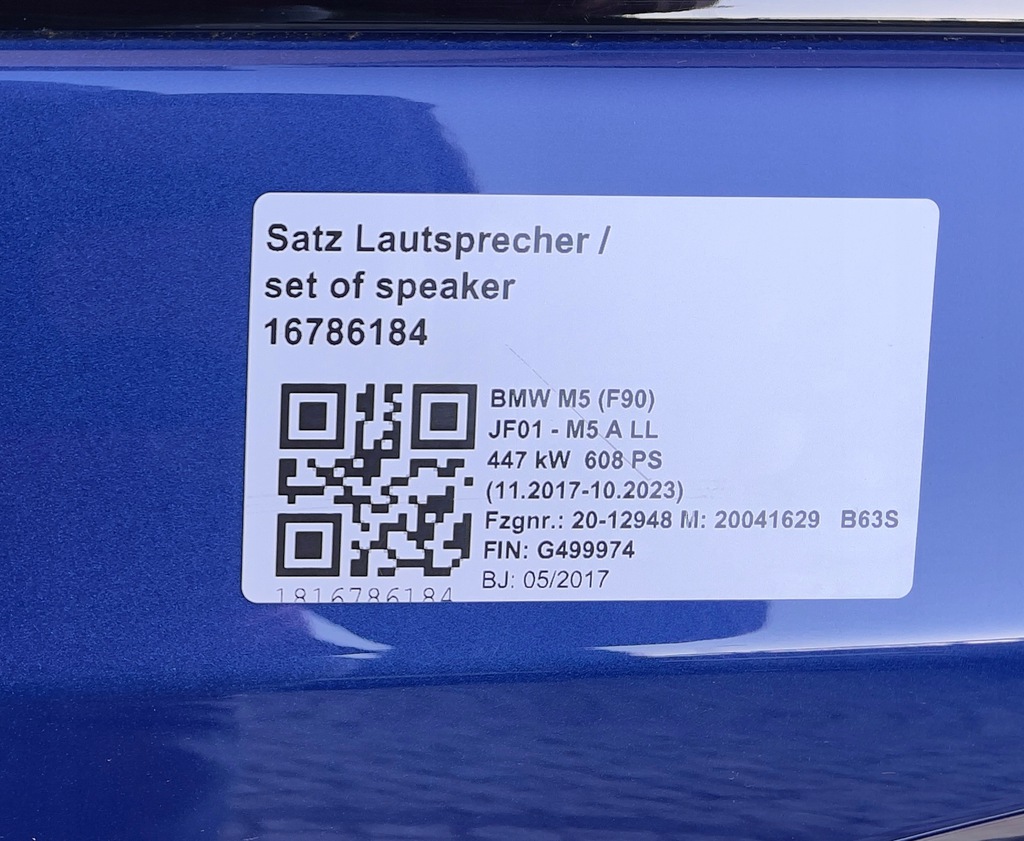 Satz Lautsprecher /
set of speaker
16786184
BMW M5 (F90)
JF01 - M5 A LL
447 kW 608 PS
(11.2017-10.2023)
Fzgnr.: 20-12948 M: 20041629 B63S
FIN: G499974
BJ: 05/2017
1816786184